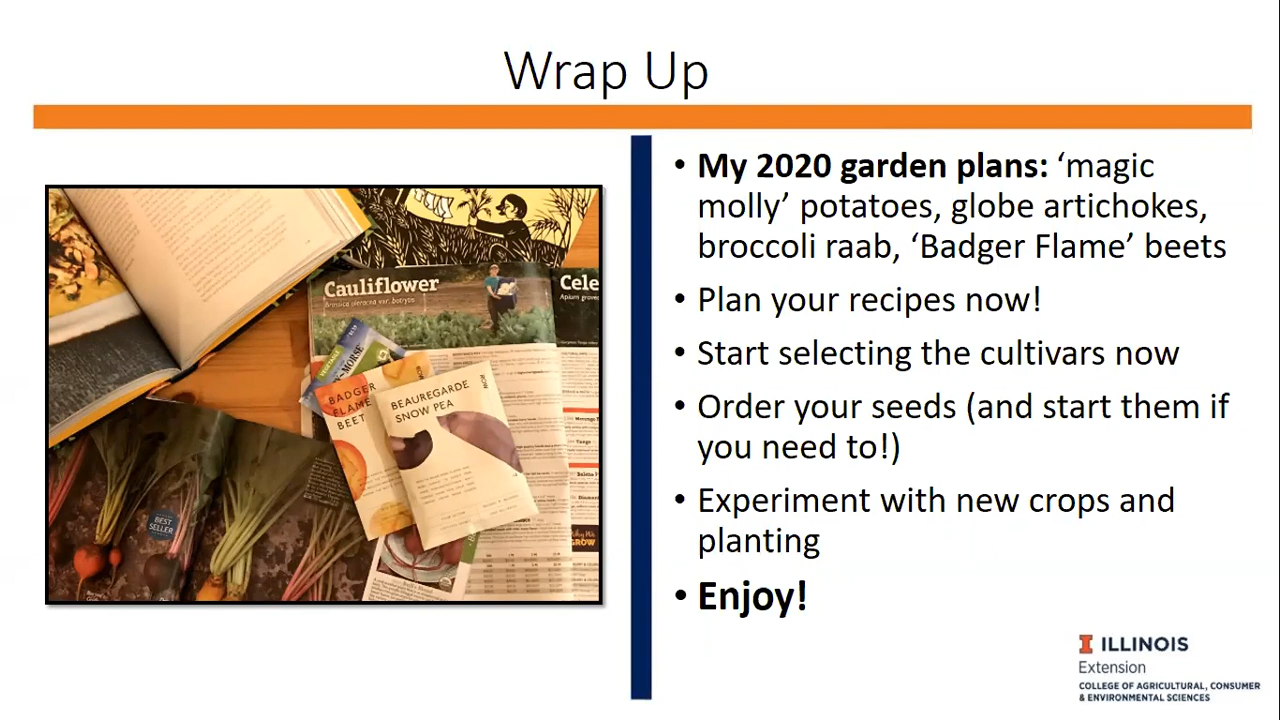 Wrap Up
• My 2020 garden plans: ‘magic
molly’ potatoes, globe artichokes,
broccoli raab, ‘Badger Flame’ beets
• Plan your recipes now!
• Start selecting the cultivars now
• Order your seeds (and start them if
you need to!)
• Experiment with new crops and
planting
• Enjoy!
Cauliflower
Brassica oleracea var. botrytis
Cele
BADGER
FLAME
BEET
BEAUREGARDE
SNOW PEA
BEST
SELLER
Why We
GROW
I ILLINOIS
Extension
COLLEGE OF AGRICULTURAL, CONSUMER
& ENVIRONMENTAL SCIENCES